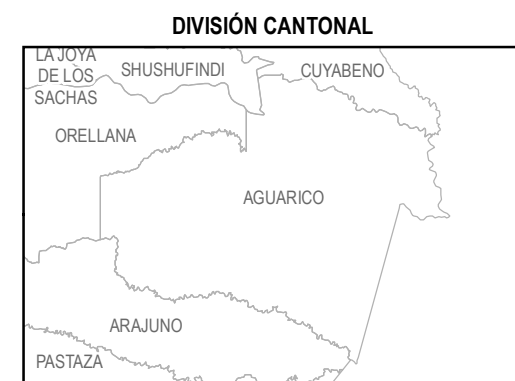 DIVISIÓN CANTONAL
LA JOYA
DE LOS
SACHAS
SHUSHUFINDI
CUYABENO
ORELLANA
AGUARICO
ARAJUNO
PASTAZA